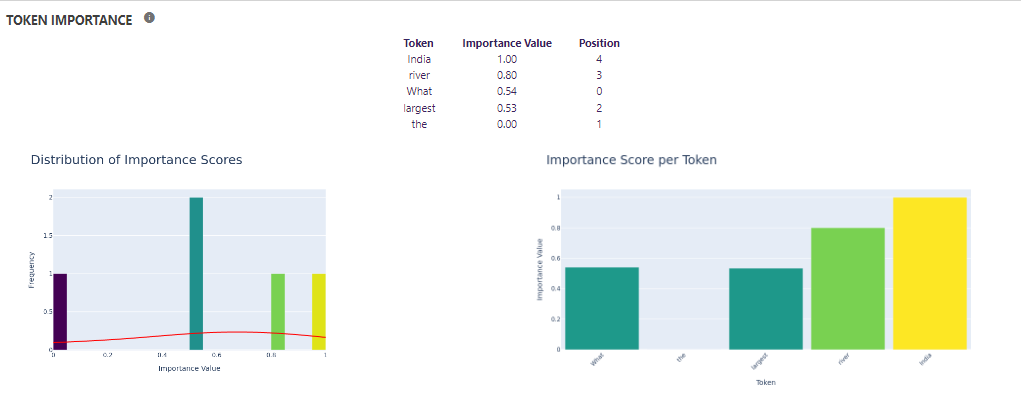 TOKEN IMPORTANCE
Token Importance Value Position
India 1.00 4
river 0.80 3
What 0.54 0
largest 0.53 2
the 0.00 1
Distribution of Importance Scores
2
1.5
1
0.5
0
Frequency
0 0.2 0.4 0.6 0.8 1
Importance Value
Importance Score per Token
1
0.8
0.6
0.4
0.2
0
Importance Value
What the largest river India
Token